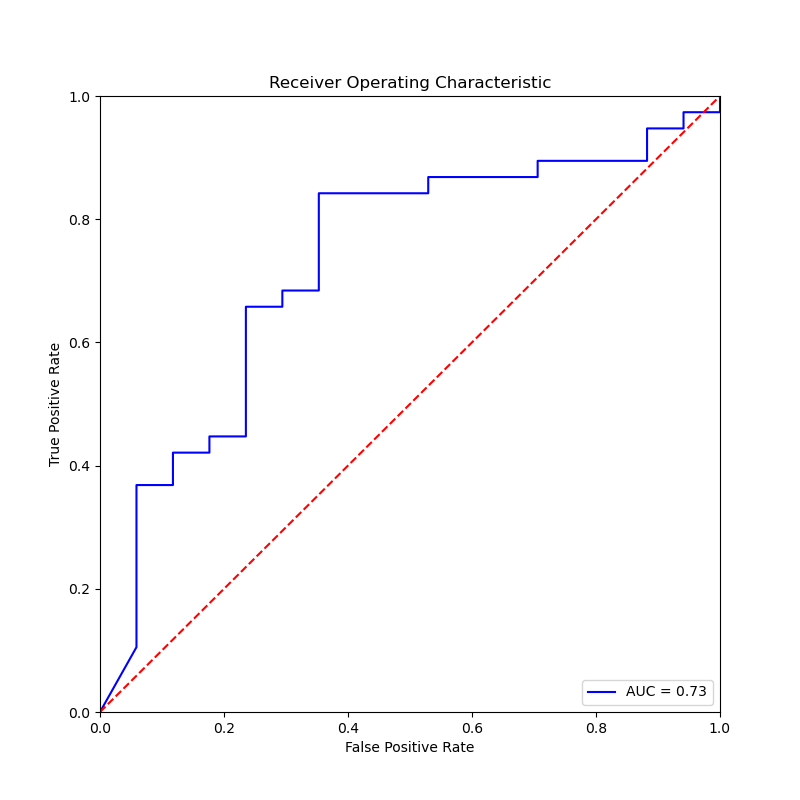 Receiver Operating Characteristic
True Positive Rate
1.0
0.8
0.6
0.4
0.2
0.0
AUC = 0.73
0.0 0.2 0.4 0.6 0.8 1.0
False Positive Rate